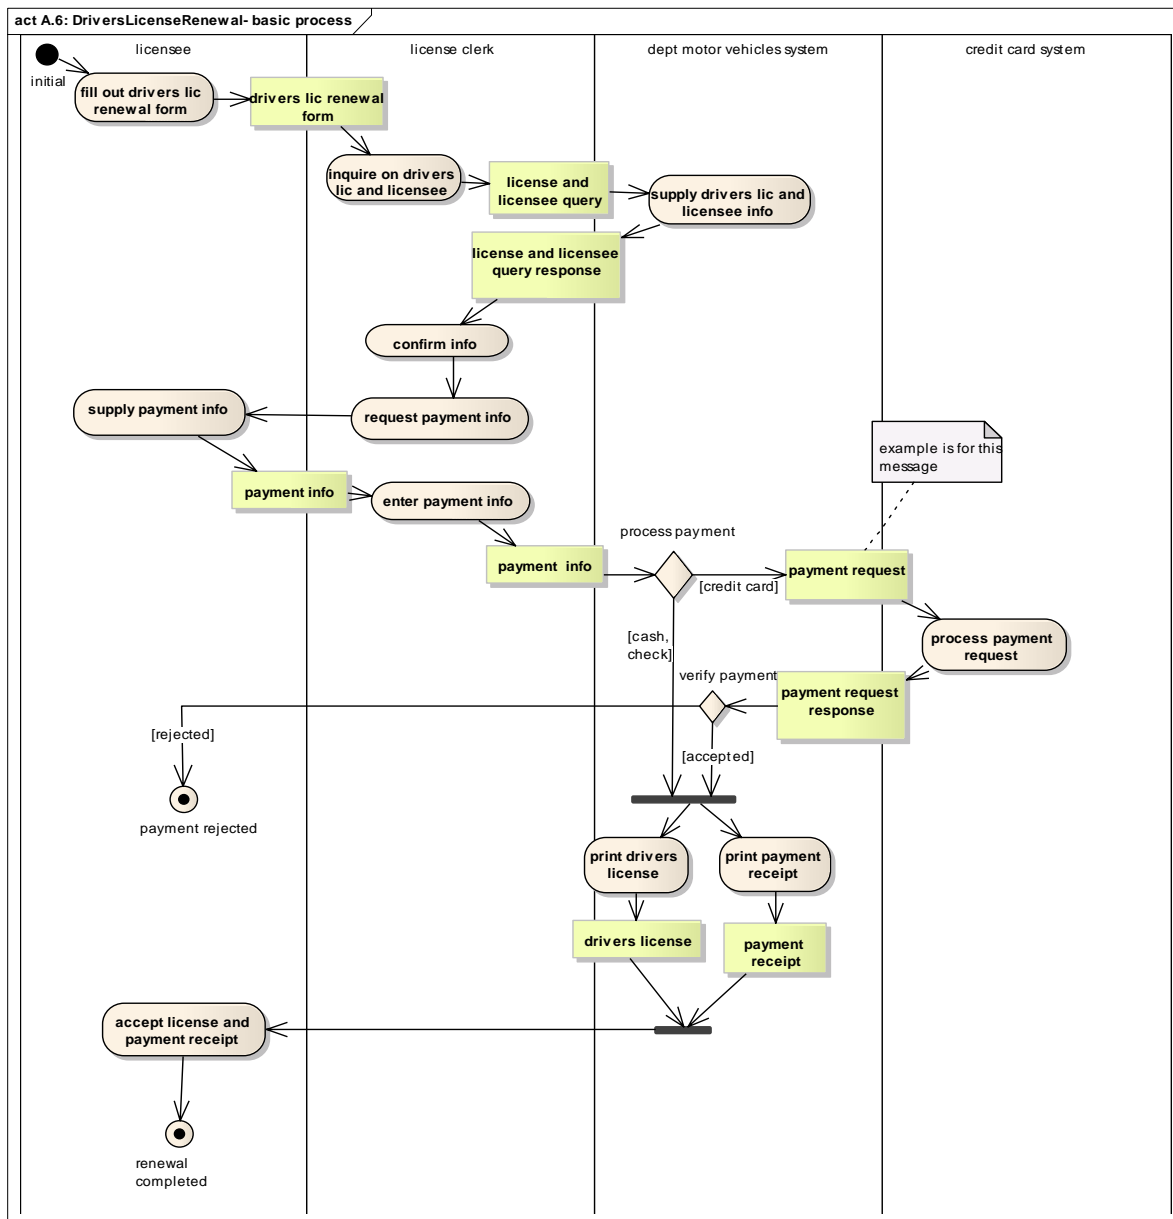 act A.6: DriversLicenseRenewal- basic process
licensee
license clerk
dept motor vehicles system
credit card system
initial
fill out drivers lic
renewal form
drivers lic renewal
form
inquire on drivers
lic and licensee
license and
licensee query
supply drivers lic and
licensee info
license and licensee
query response
confirm info
supply payment info
request payment info
example is for this
message
payment info
enter payment info
process payment
payment  info
[credit card]
payment request
[cash,
check]
process payment
request
verify payment
payment request
response
[rejected]
[accepted]
payment rejected
print drivers
license
print payment
receipt
drivers license
payment
receipt
accept license and
payment receipt
renewal
completed